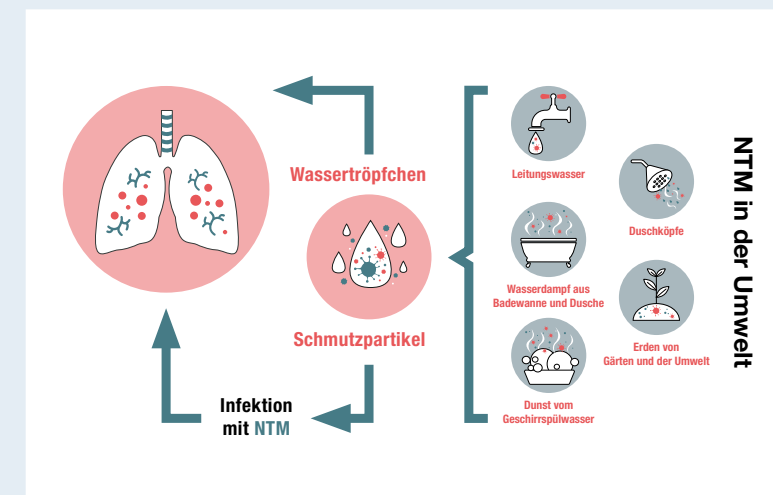 Wassertröpfchen
Schmutzpartikel
Infektion
mit NTM
Leitungswasser
Duschköpfe
Wasserdampf aus
Badewanne und Dusche
Erden von
Gärten und der Umwelt
Dunst vom
Geschirrspülwasser
NTM in der Umwelt